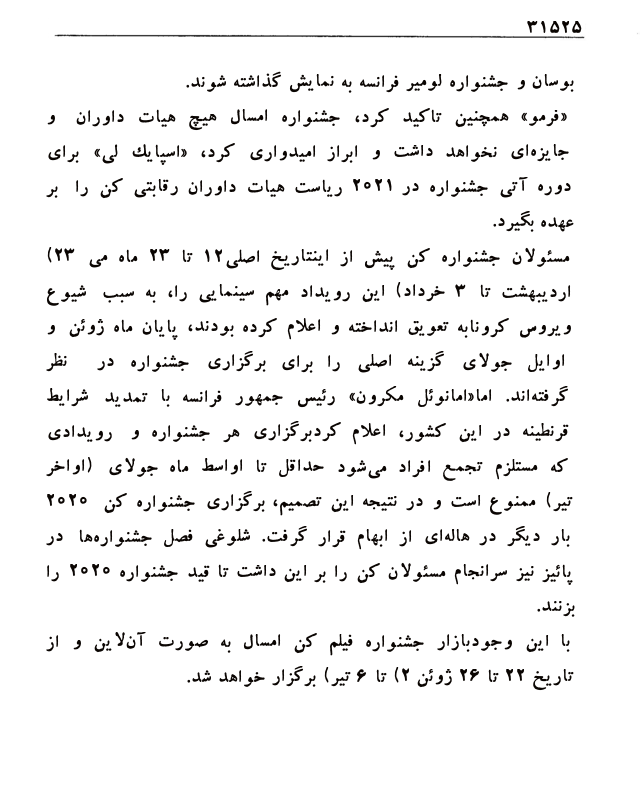 ۳۱۵۲۵
بوسان و جشنواره لومیر فرانسه به نمایش گذاشته شوند.
«فرمو» همچنین تاکید کرد، جشنواره امسال هیچ هیات داوران و
جایزه‌ای نخواهد داشت و ابراز امیدواری کرد، «اسپایك لی» برای
دوره آتی جشنواره در ۲۰۲۱ ریاست هیات داوران رقابتی کن را بر
عهده بگیرد.
مسئولان جشنواره کن پیش از اینتاریخ اصلی۱۲ تا ۲۳ ماه می ۲۳)
اردیبهشت تا ۳ خرداد) این رویداد مهم سینمایی را، به سبب شیوع
ویروس کرونابه تعویق انداخته و اعلام کرده بودند، پایان ماه ژوئن و
اوایل جولای گزینه اصلی را برای برگزاری جشنواره در نظر
گرفته‌اند. اما«امانوئل مکرون» رئیس جمهور فرانسه با تمدید شرایط
قرنطینه در این کشور، اعلام کردبرگزاری هر جشنواره و رویدادی
که مستلزم تجمع افراد می‌شود حداقل تا اواسط ماه جولای (اواخر
تیر) ممنوع است و در نتیجه این تصمیم، برگزاری جشنواره کن ۲۰۲۰
بار دیگر در هاله‌ای از ابهام قرار گرفت. شلوغی فصل جشنواره‌ها در
پائیز نیز سرانجام مسئولان کن را بر این داشت تا قید جشنواره ۲۰۲۰ را
بزنند.
با این وجودبازار جشنواره فیلم کن امسال به صورت آن‌لاین و از
تاریخ ۲۲ تا ۲۶ ژوئن ۲) تا ۶ تیر) برگزار خواهد شد.